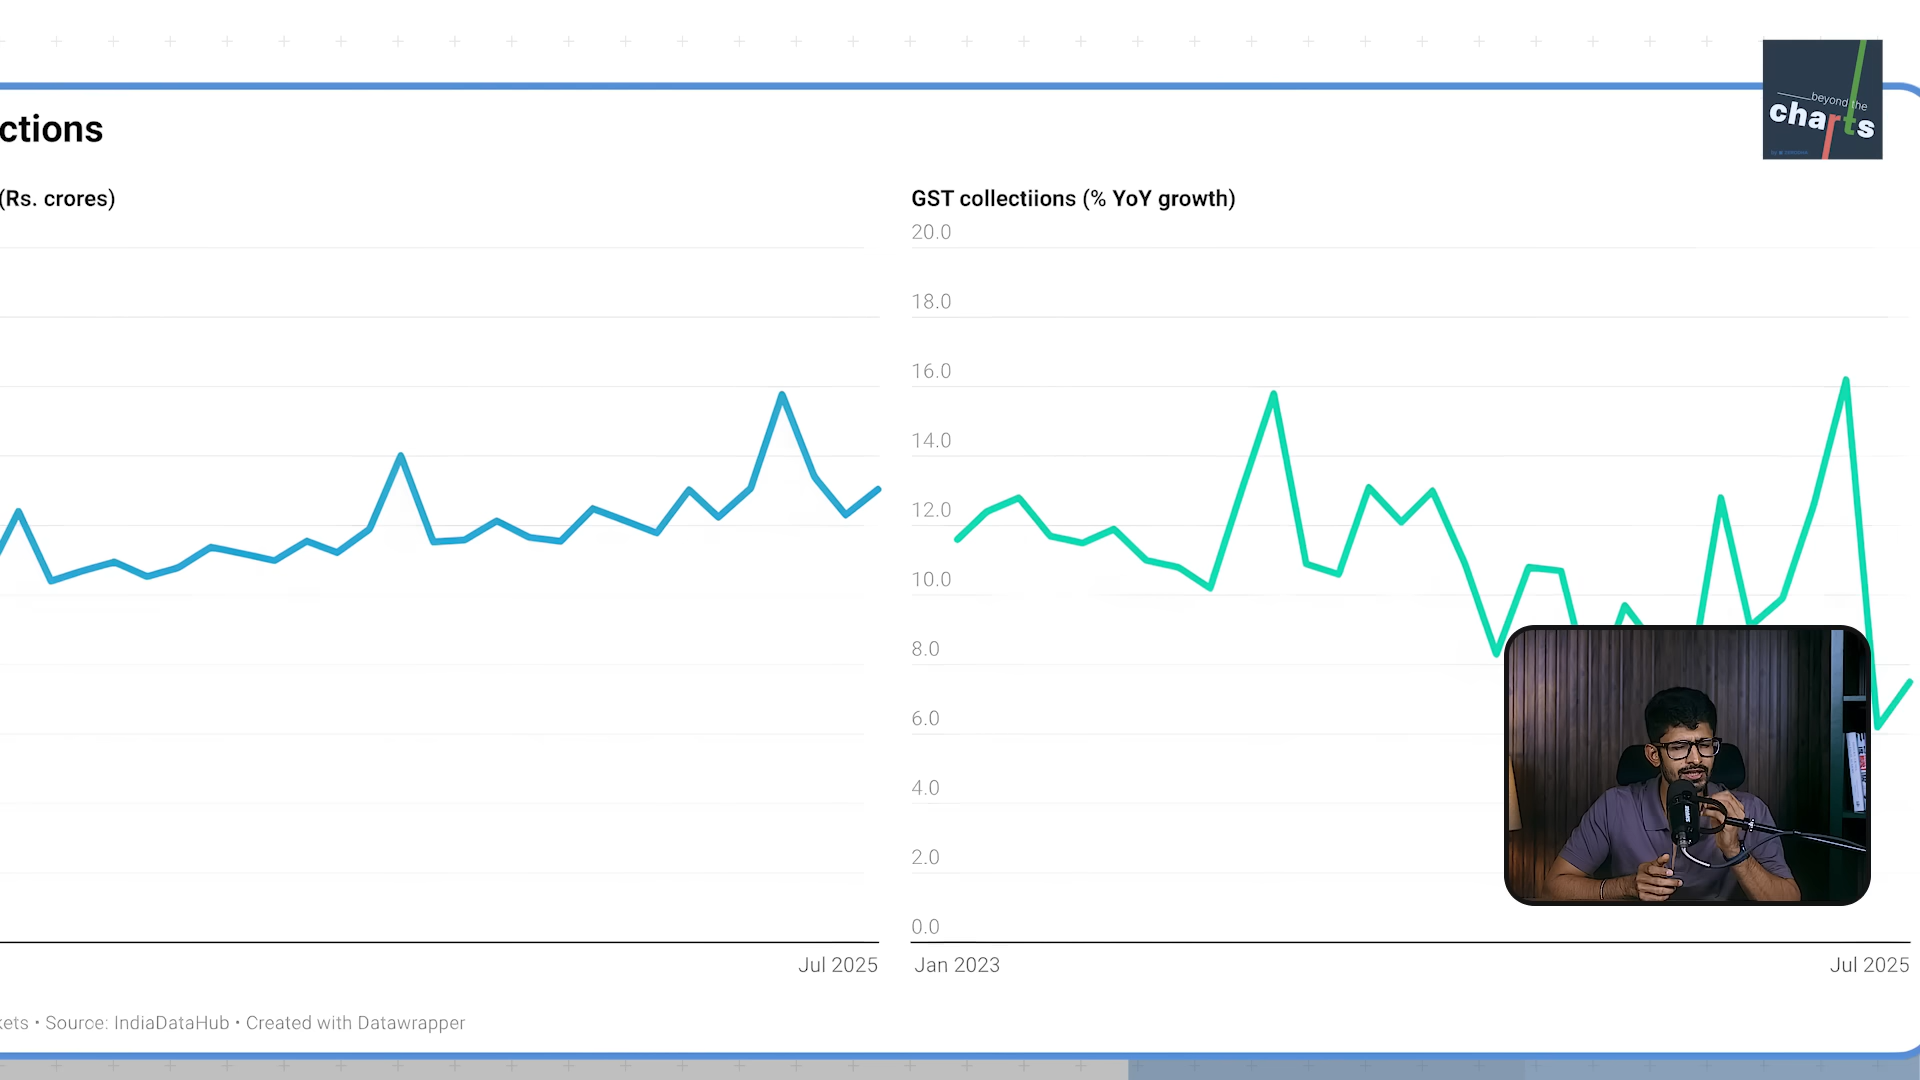 beyond the
charts
ctions
(Rs. crores)
Jul 2025
GST collectiions (% YoY growth)
20.0
18.0
16.0
14.0
12.0
10.0
8.0
6.0
4.0
2.0
0.0
Jan 2023
Jul 2025
kets • Source: IndiaDataHub • Created with Datawrapper